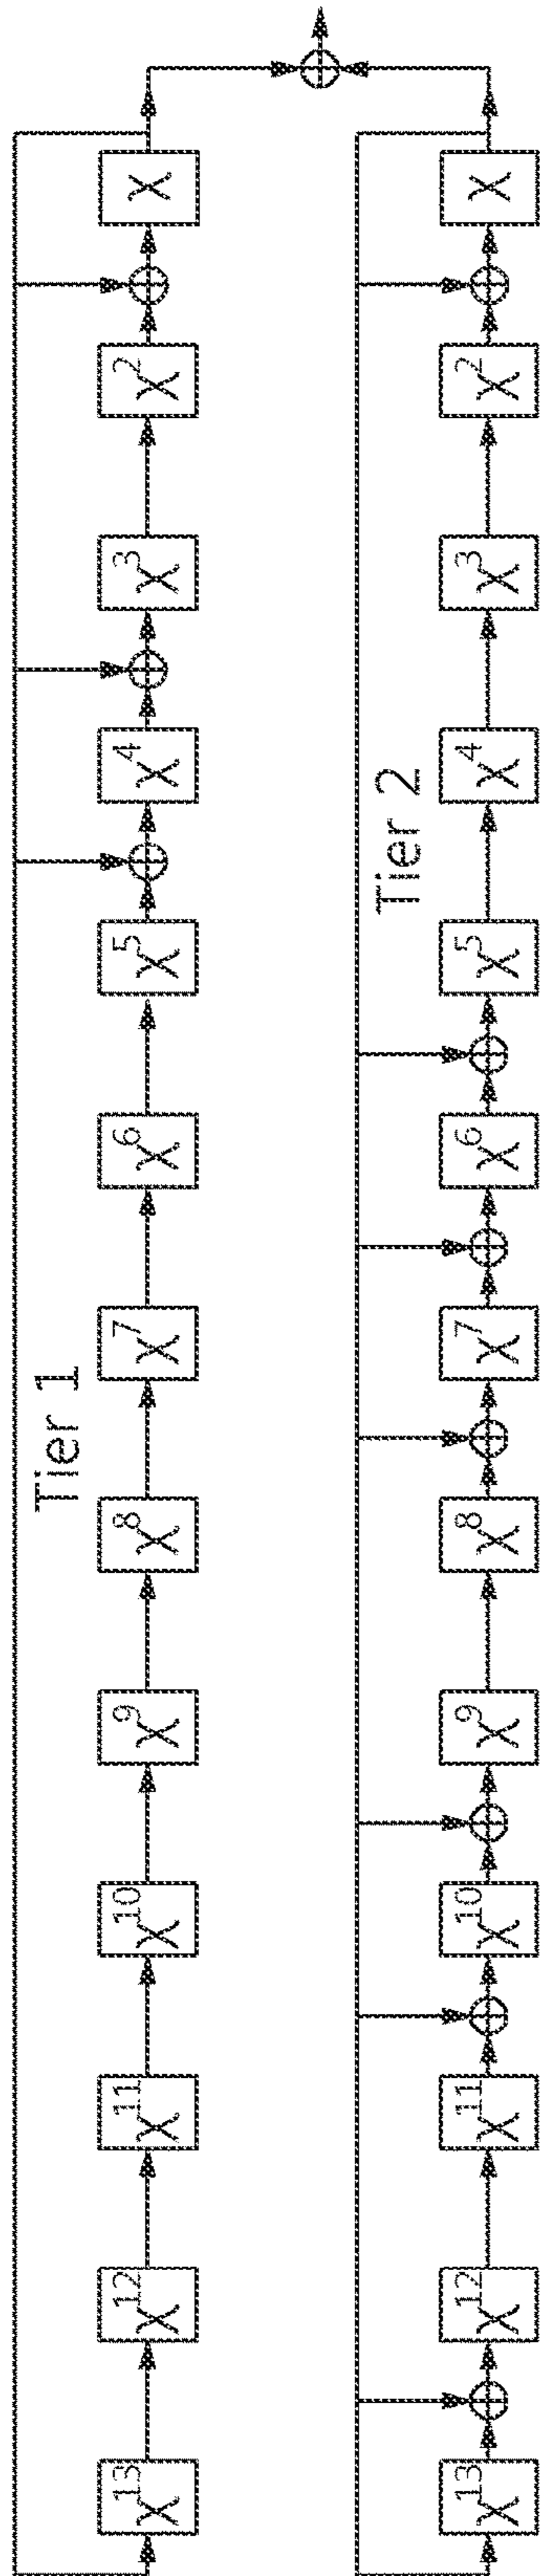 Tier 1
X¹³ X¹² X¹¹ X¹⁰ X⁹ X⁸ X⁷ X⁶ X⁵ X⁴ X³ X² X
Tier 2
X¹³ X¹² X¹¹ X¹⁰ X⁹ X⁸ X⁷ X⁶ X⁵ X⁴ X³ X² X